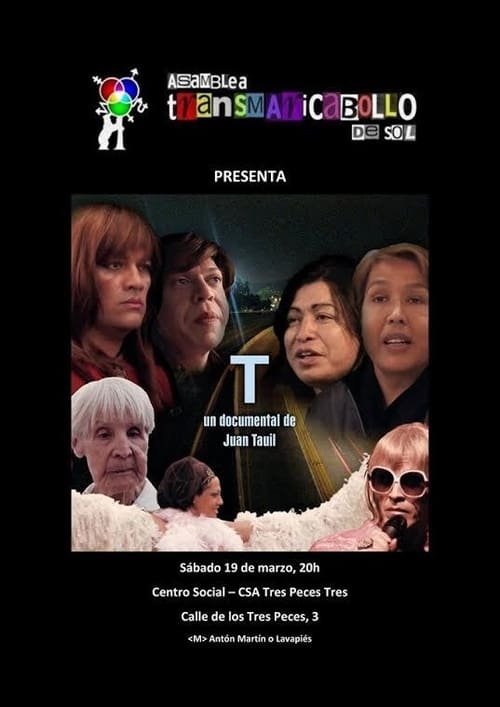 ASAMBLEA
transMARICABOLLO
DE SOL
PRESENTA
T
un documental de
Juan Tauil
Sábado 19 de marzo, 20h
Centro Social – CSA Tres Peces Tres
Calle de los Tres Peces, 3
<M> Antón Martín o Lavapiés